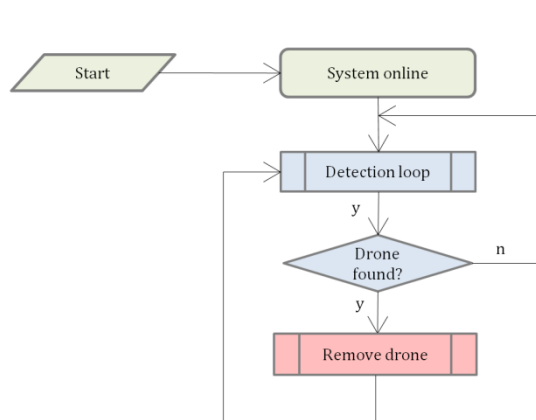 Start
System online
Detection loop
y
Drone
found?
n
y
Remove drone